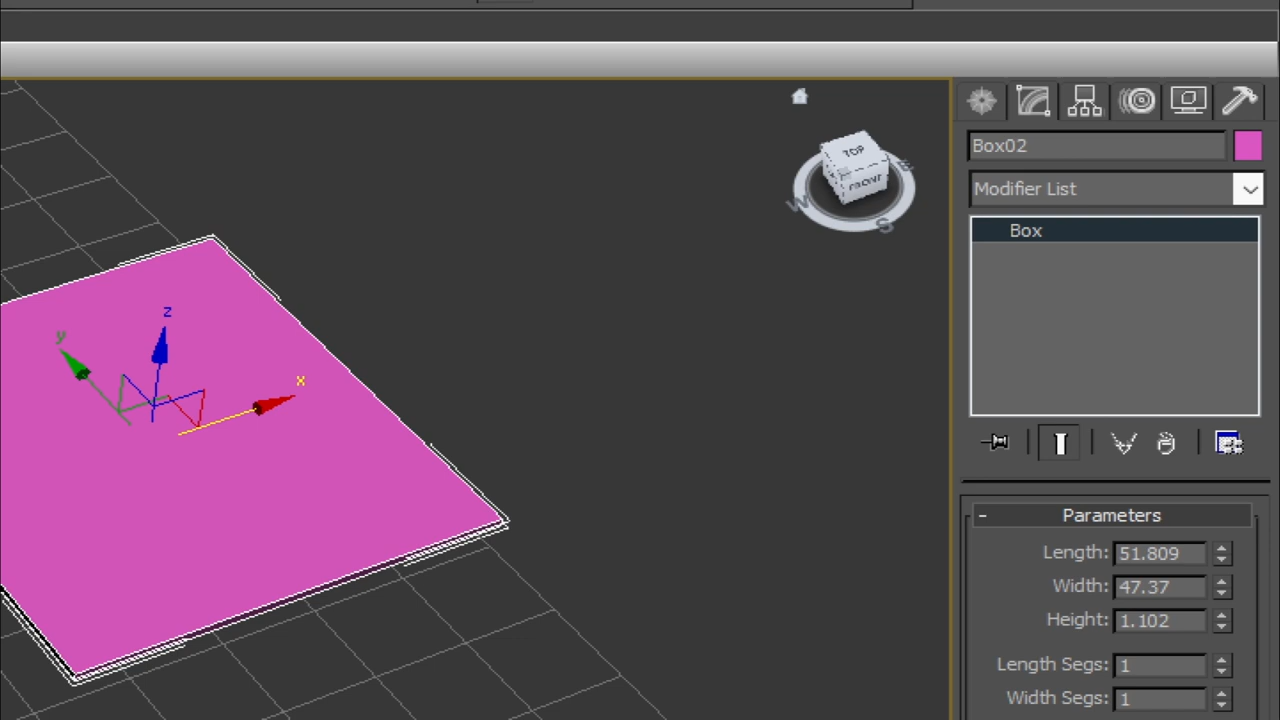 Box02
TOP
FRONT
W
S
Modifier List
Box
z
y
x
- Parameters
Length: 51.809
Width: 47.37
Height: 1.102
Length Segs: 1
Width Segs: 1